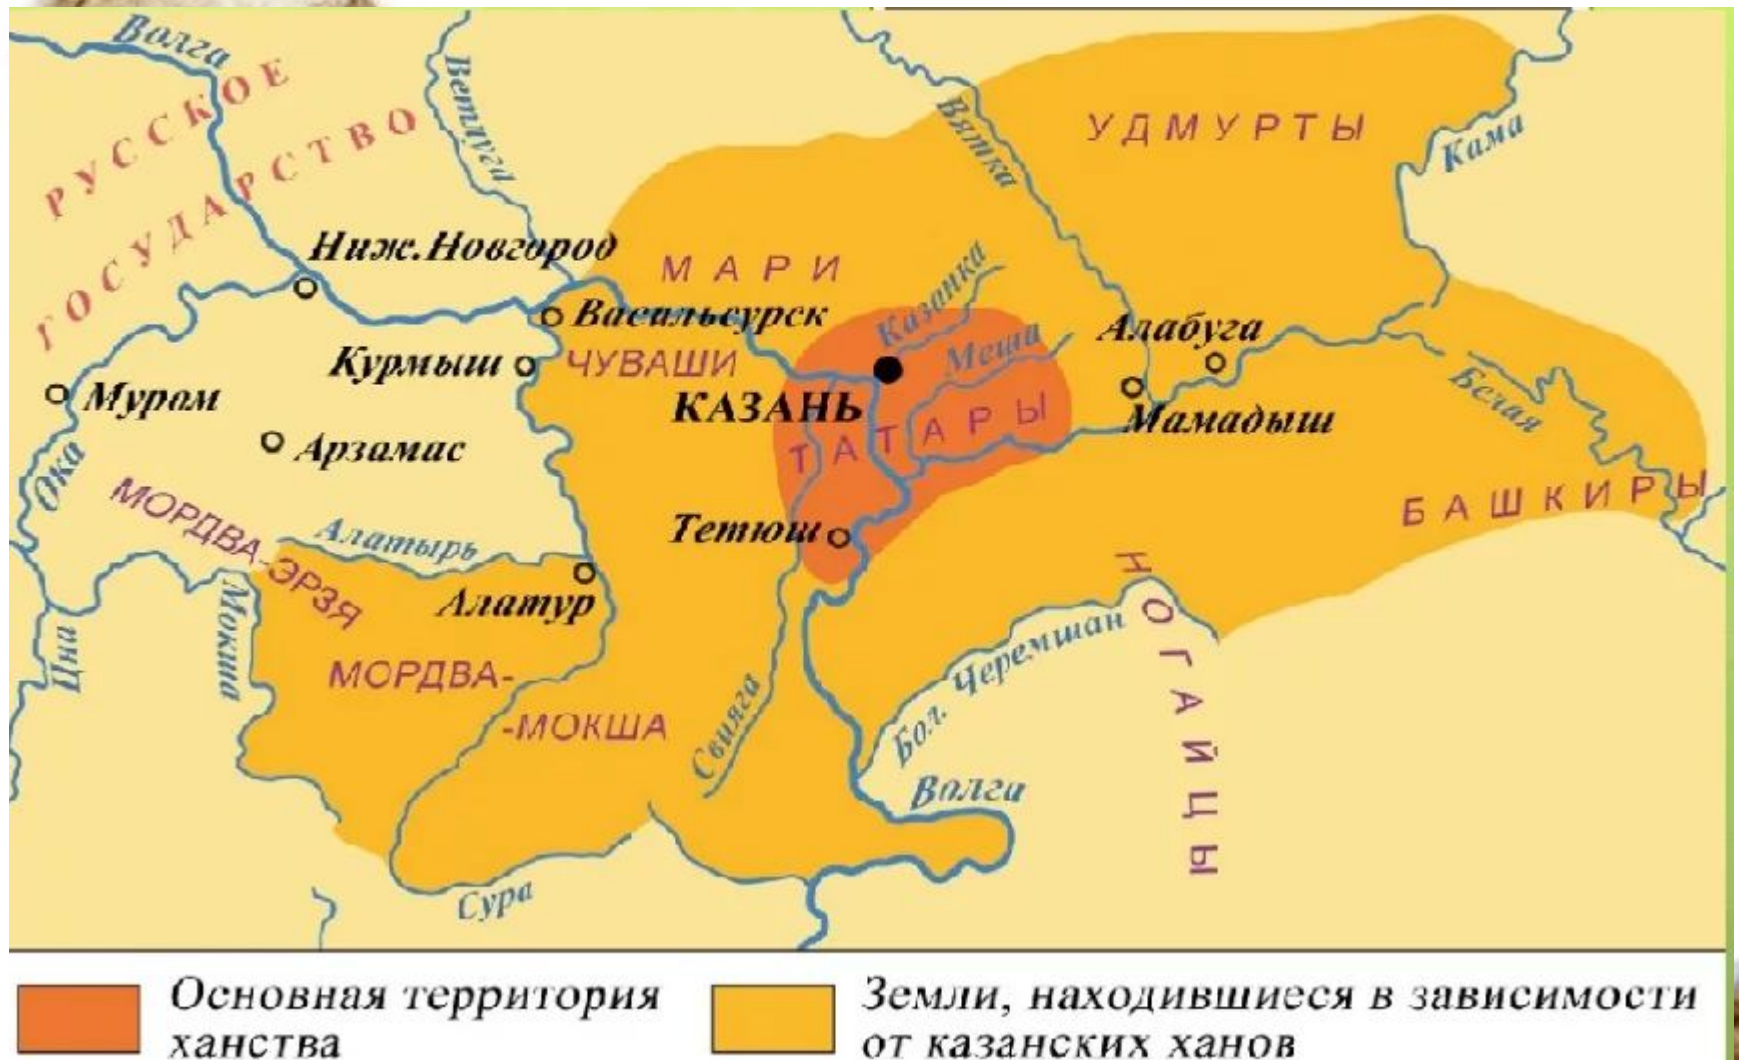 Волга
РУССКОЕ
ГОСУДАРСТВО
Ветлуга
Вятка
УДМУРТЫ
Кама
Ниж.Новгород
МАРИ
Казанка
Васильсурск
Меша
Алабуга
Курмыш
ЧУВАШИ
Муром
КАЗАНЬ
ТАТАРЫ
Мамадыш
Белая
Арзамас
Ока
МОРДВА-ЭРЗЯ
Алатырь
Тетюш
БАШКИРЫ
Алатур
Цна
Мокша
МОРДВА-
-МОКША
Свияга
Бол. Черемшан
НОГАЙЦЫ
Волга
Сура
Основная территория
ханства
Земли, находившиеся в зависимости
от казанских ханов